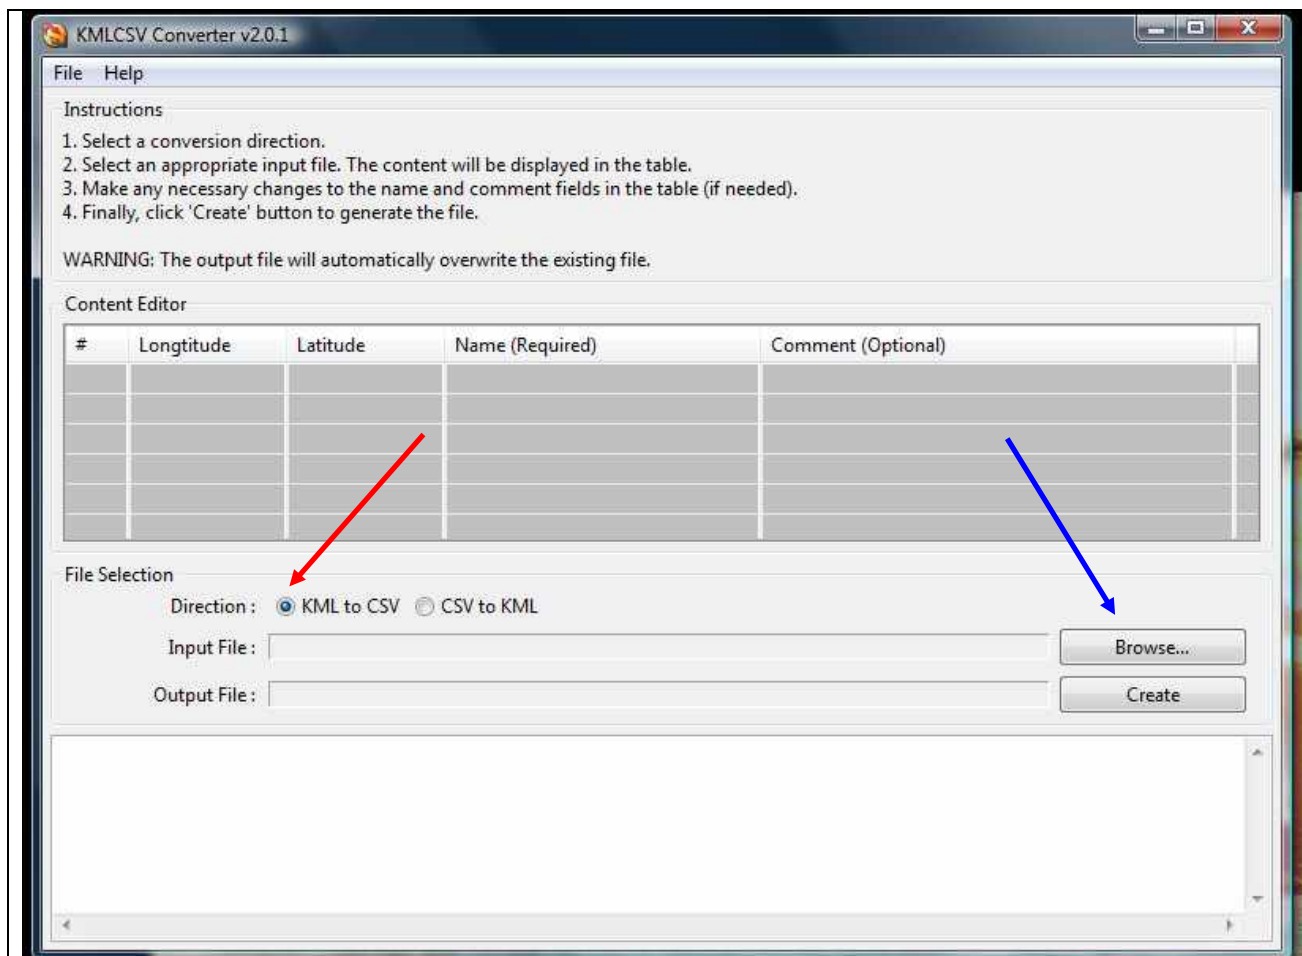 KMLCSV Converter v2.0.1
File Help
Instructions
1. Select a conversion direction.
2. Select an appropriate input file. The content will be displayed in the table.
3. Make any necessary changes to the name and comment fields in the table (if needed).
4. Finally, click 'Create' button to generate the file.
WARNING: The output file will automatically overwrite the existing file.
Content Editor
# Longtitude Latitude Name (Required) Comment (Optional)
File Selection
Direction : KML to CSV CSV to KML
Input File : Browse...
Output File : Create